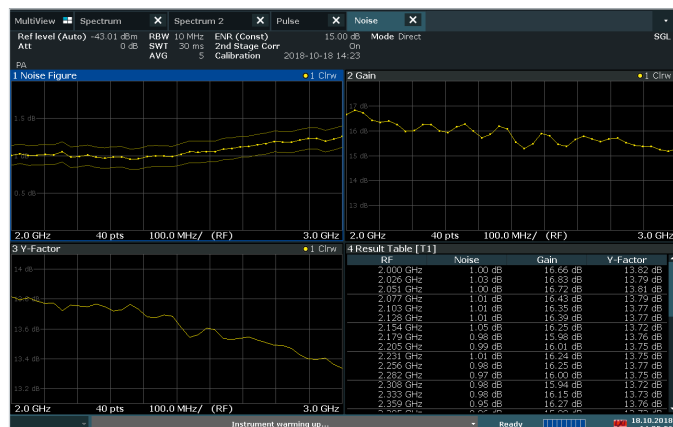 MultiView Spectrum X Spectrum 2 X Pulse X Noise X
Ref level (Auto) -43.01 dBm RBW 10 MHz ENR (Const) 15.00 dB Mode Direct SGL
Att 0 dB SWT 30 ms 2nd Stage Corr On
AVG 5 Calibration 2018-10-18 14:23
PA
1 Noise Figure 1 Clrw
1.5 dB
1.0 dB
0.5 dB
2.0 GHz 40 pts 100.0 MHz/ (RF) 3.0 GHz
2 Gain 1 Clrw
17 dB
16 dB
15 dB
14 dB
13 dB
2.0 GHz 40 pts 100.0 MHz/ (RF) 3.0 GHz
3 Y-Factor 1 Clrw
14 dB
13.8 dB
13.6 dB
13.4 dB
13.2 dB
2.0 GHz 40 pts 100.0 MHz/ (RF) 3.0 GHz
4 Result Table [T1]
RF Noise Gain Y-Factor
2.000 GHz 1.00 dB 16.66 dB 13.82 dB
2.026 GHz 1.03 dB 16.83 dB 13.79 dB
2.051 GHz 1.00 dB 16.72 dB 13.81 dB
2.077 GHz 1.01 dB 16.43 dB 13.79 dB
2.103 GHz 1.01 dB 16.35 dB 13.77 dB
2.128 GHz 1.01 dB 16.39 dB 13.77 dB
2.154 GHz 1.05 dB 16.25 dB 13.72 dB
2.179 GHz 0.98 dB 15.98 dB 13.76 dB
2.205 GHz 0.99 dB 16.01 dB 13.75 dB
2.231 GHz 1.01 dB 16.24 dB 13.75 dB
2.256 GHz 0.98 dB 16.25 dB 13.77 dB
2.282 GHz 0.97 dB 16.00 dB 13.75 dB
2.308 GHz 0.98 dB 15.94 dB 13.72 dB
2.333 GHz 0.98 dB 16.15 dB 13.73 dB
2.359 GHz 0.95 dB 16.27 dB 13.76 dB
Instrument warming up... Ready 18.10.2018